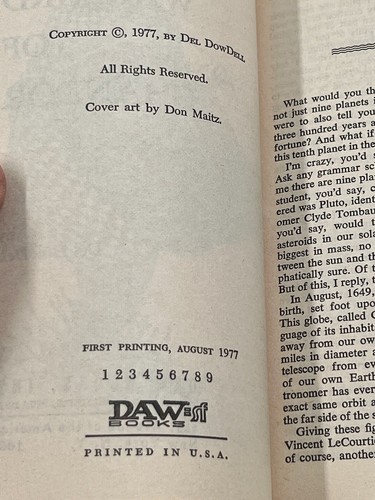 COPYRIGHT ©, 1977, BY DEL DOWDELL
All Rights Reserved.
Cover art by Don Maitz.
FIRST PRINTING, AUGUST 1977
1 2 3 4 5 6 7 8 9
DAW=sf
BOOKS
PRINTED IN U.S.A.
What would you th
not just nine planets i
were to also tell you
three hundred years a
fortune? And what if
this tenth planet in the
I'm crazy, you'd s
Ask any grammar sc
me there are nine pla
student, you'd say, c
ered was Pluto, ident
omer Clyde Tombau
you'd say, would t
asteroids in our sola
biggest in mass, no
tween the sun and th
phatically sure. Of t
But of this, I reply, t
In August, 1649,
birth, set foot upo
This globe, called G
guage of its inhabit
away from our ow
miles in diameter a
telescope from ev
of our own Earth
tronomer has ever
exact same orbit a
the far side of the s
Giving these fig
Vincent LeCourti
of course, anothe